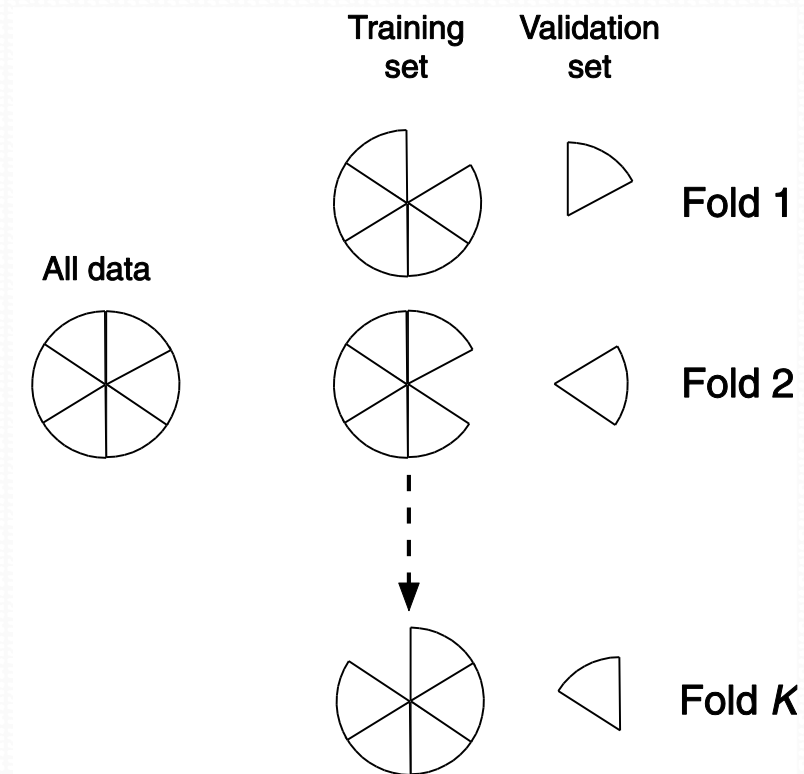 Training
set
Validation
set
Fold 1
All data
Fold 2
Fold K